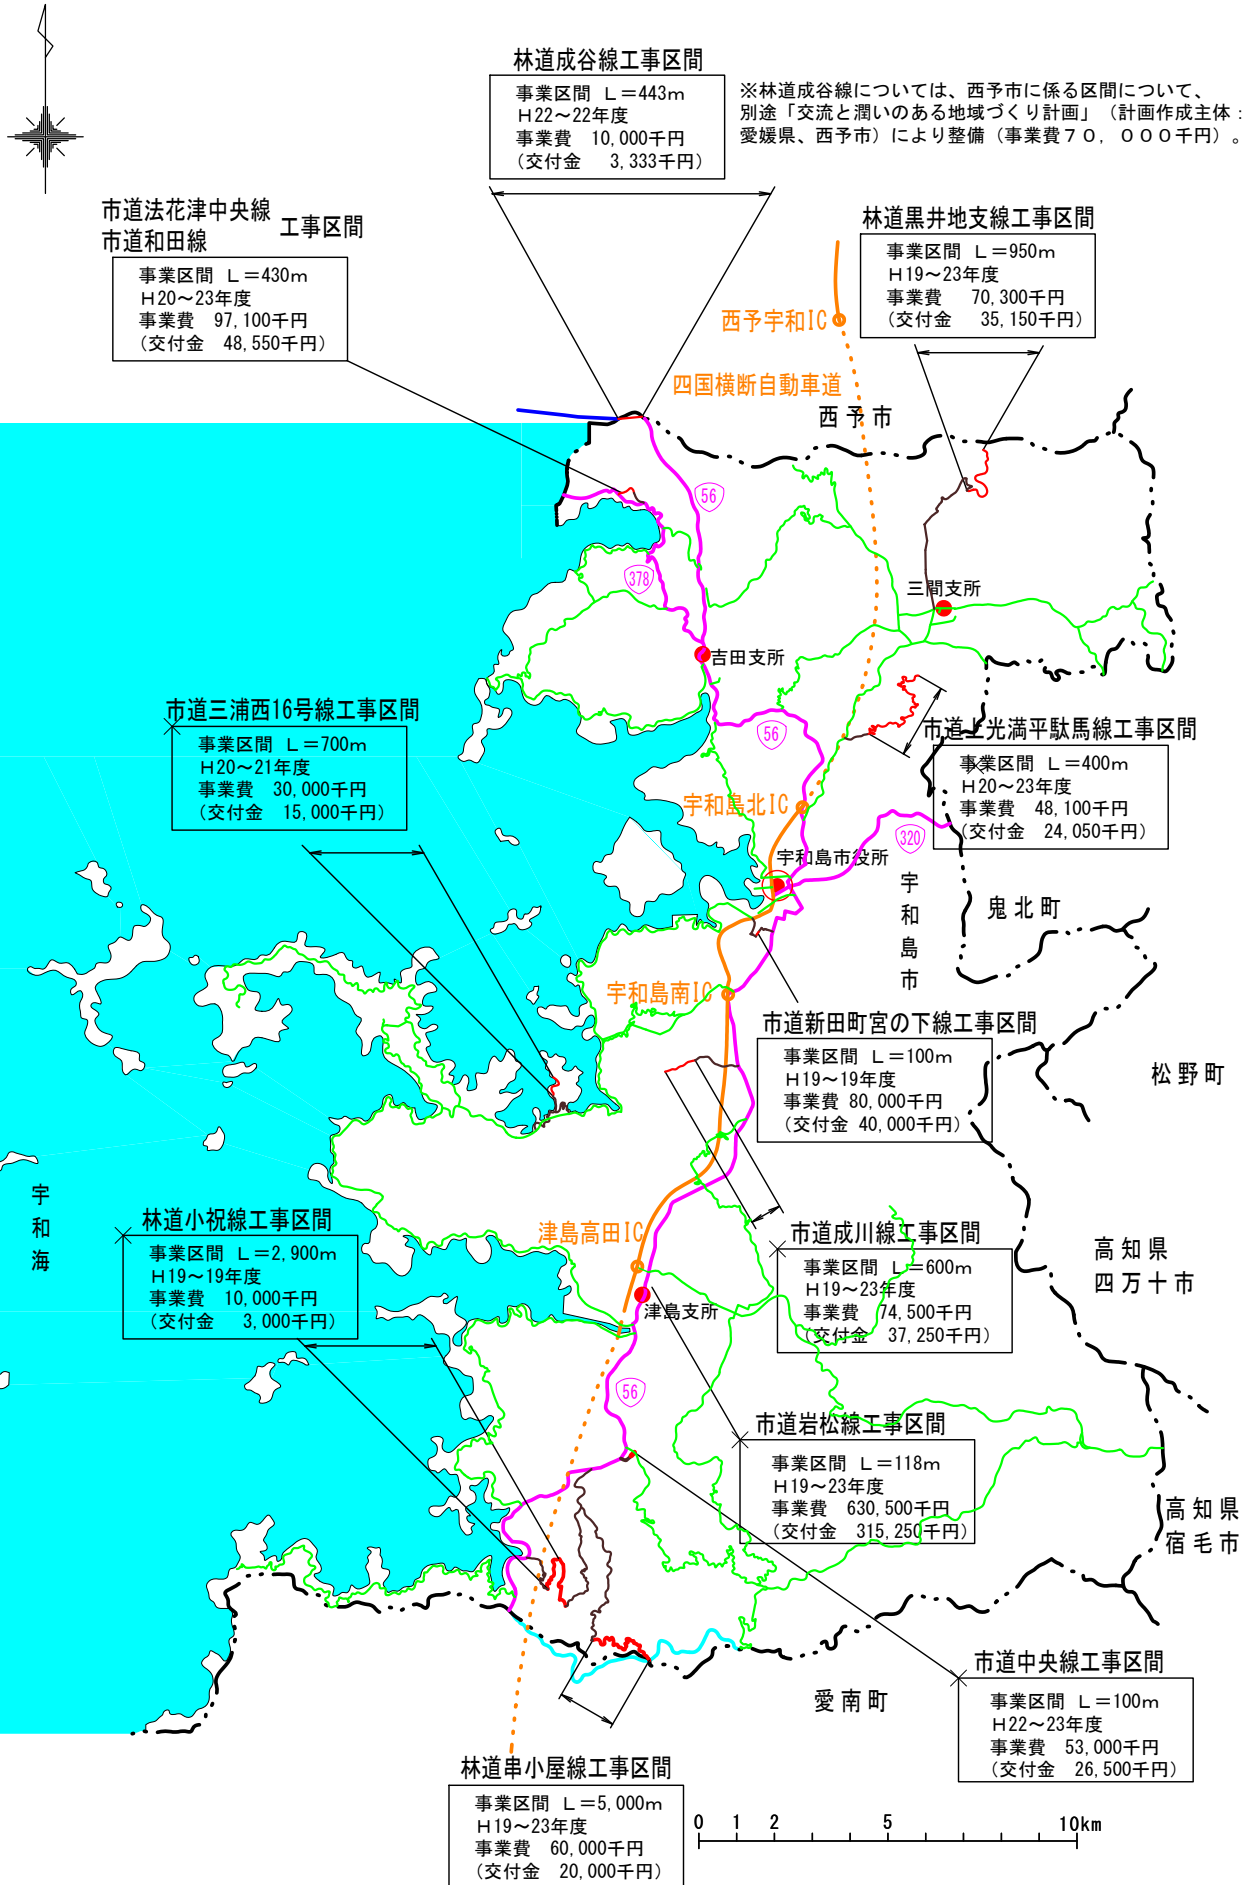 林道成谷線工事区間
事業区間 L=443m
H22~22年度
事業費 10,000千円
(交付金 3,333千円)
※林道成谷線については、西予市に係る区間について、
別途「交流と潤いのある地域づくり計画」(計画作成主体:
愛媛県、西予市)により整備(事業費70,000千円)。
市道法花津中央線
市道和田線
工事区間
事業区間 L=430m
H20~23年度
事業費 97,100千円
(交付金 48,550千円)
林道黒井地支線工事区間
事業区間 L=950m
H19~23年度
事業費 70,300千円
(交付金 35,150千円)
西予宇和IC
四国横断自動車道
西予市
56
378
三間支所
吉田支所
市道三浦西16号線工事区間
事業区間 L=700m
H20~21年度
事業費 30,000千円
(交付金 15,000千円)
56
市道上光満平駄馬線工事区間
事業区間 L=400m
H20~23年度
事業費 48,100千円
(交付金 24,050千円)
宇和島北IC
320
宇和島市役所
宇和島市
鬼北町
宇和島南IC
市道新田町宮の下線工事区間
事業区間 L=100m
H19~19年度
事業費 80,000千円
(交付金 40,000千円)
松野町
宇和海
林道小祝線工事区間
事業区間 L=2,900m
H19~19年度
事業費 10,000千円
(交付金 3,000千円)
津島高田IC
津島支所
市道成川線工事区間
事業区間 L=600m
H19~23年度
事業費 74,500千円
(交付金 37,250千円)
高知県
四万十市
56
市道岩松線工事区間
事業区間 L=118m
H19~23年度
事業費 630,500千円
(交付金 315,250千円)
高知県
宿毛市
市道中央線工事区間
事業区間 L=100m
H22~23年度
事業費 53,000千円
(交付金 26,500千円)
愛南町
林道串小屋線工事区間
事業区間 L=5,000m
H19~23年度
事業費 60,000千円
(交付金 20,000千円)
0 1 2 5 10km